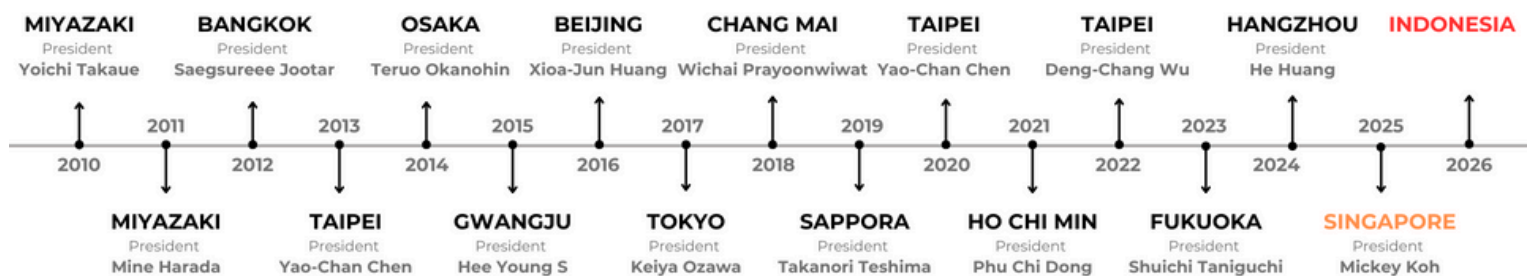 MIYAZAKI BANGKOK OSAKA BEIJING CHANG MAI TAIPEI TAIPEI HANGZHOU INDONESIA
President President President President President President President President
Yoichi Takaue Saegsureee Jootar Teruo Okanohin Xioa-Jun Huang Wichai Prayoonwiwat Yao-Chan Chen Deng-Chang Wu He Huang
2011 2013 2015 2017 2019 2021 2023 2025
2010 2012 2014 2016 2018 2020 2022 2024 2026
MIYAZAKI TAIPEI GWANGJU TOKYO SAPPORA HO CHI MIN FUKUOKA SINGAPORE
President President President President President President President President
Mine Harada Yao-Chan Chen Hee Young S Keiya Ozawa Takanori Teshima Phu Chi Dong Shuichi Taniguchi Mickey Koh